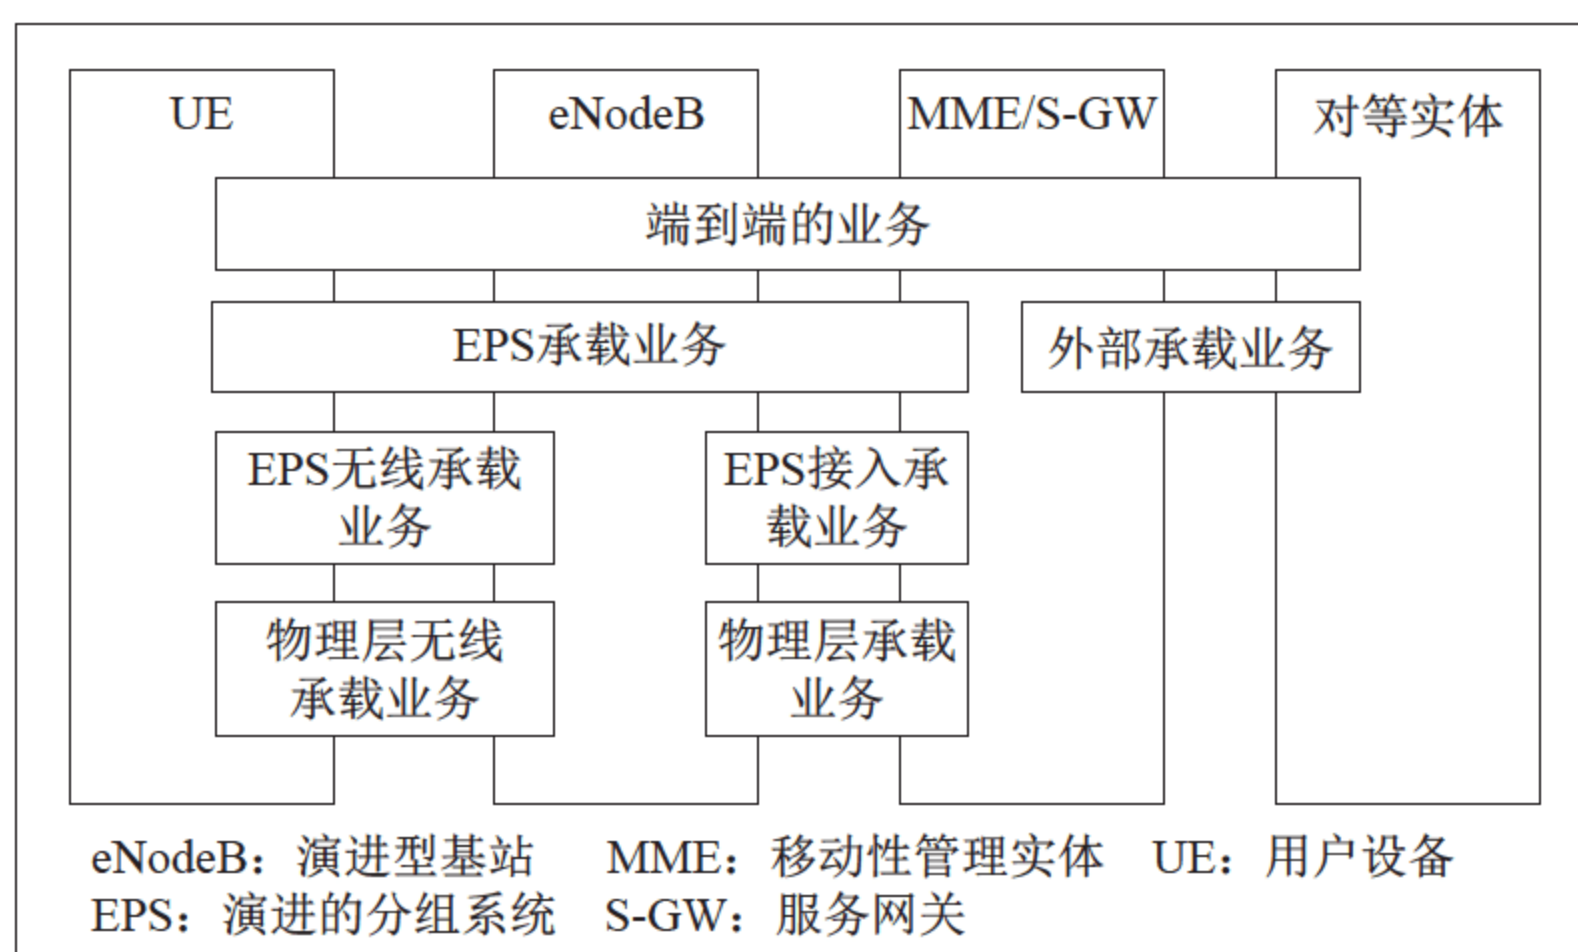 UE eNodeB MME/S-GW 对等实体
端到端的业务
EPS承载业务 外部承载业务
EPS无线承载
业务
EPS接入承
载业务
物理层无线
承载业务
物理层承载
业务
eNodeB：演进型基站 MME：移动性管理实体 UE：用户设备
EPS：演进的分组系统 S-GW：服务网关